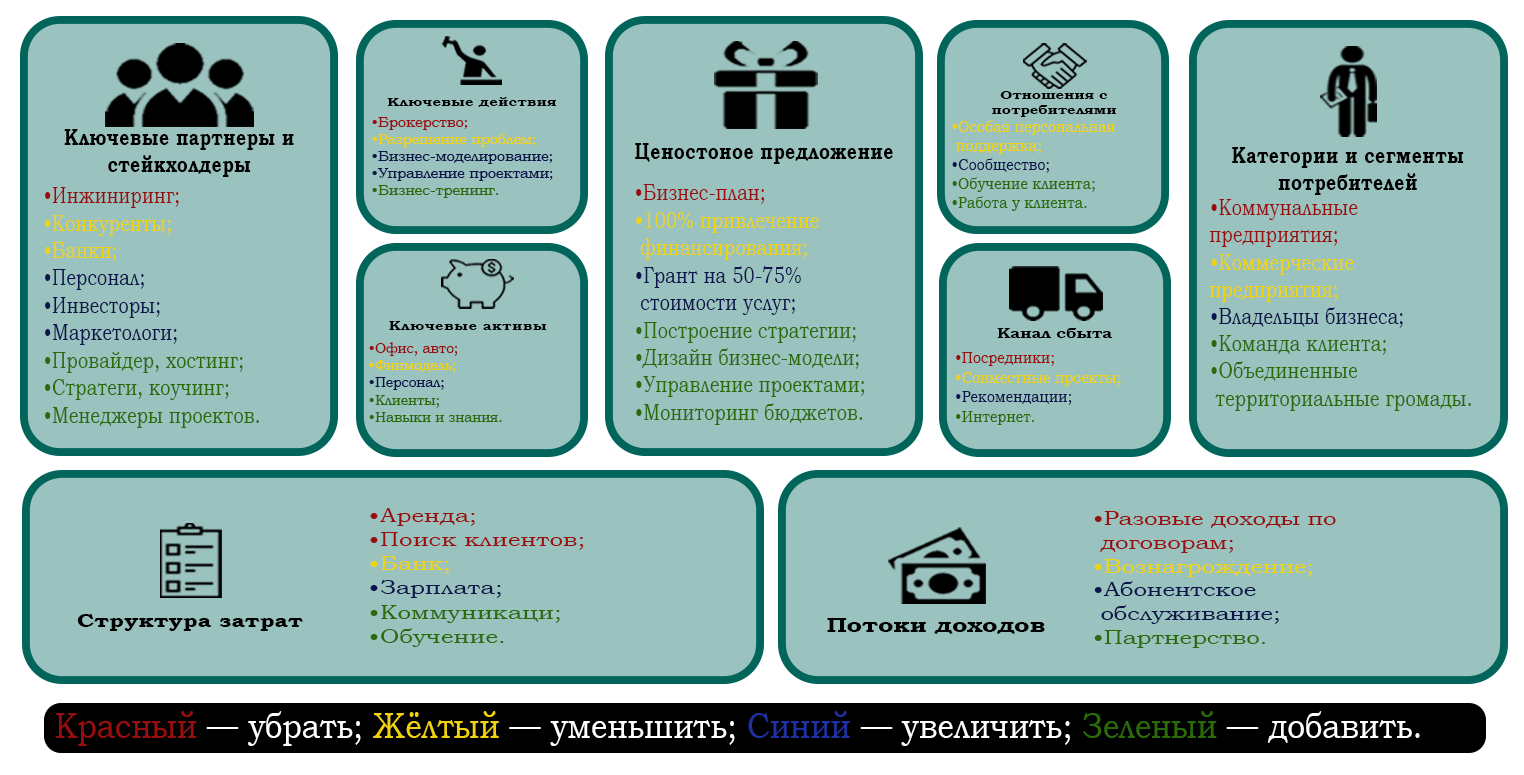 Ключевые партнеры и
стейкхолдеры
•Инжиниринг;
•Конкуренты;
•Банки;
•Персонал;
•Инвесторы;
•Маркетологи;
•Провайдер, хостинг;
•Стратеги, коучинг;
•Менеджеры проектов.
Ключевые действия
•Брокерство;
•Разрешение проблем;
•Бизнес-моделирование;
•Управление проектами;
•Бизнес-тренинг.
Ключевые активы
•Офис, авто;
•Финмодель;
•Персонал;
•Клиенты;
•Навыки и знания.
Ценостоное предложение
•Бизнес-план;
•100% привлечение
финансирования;
•Грант на 50-75%
стоимости услуг;
•Построение стратегии;
•Дизайн бизнес-модели;
•Управление проектами;
•Мониторинг бюджетов.
Отношения с
потребителями
•Особая персональная
поддержка;
•Сообщество;
•Обучение клиента;
•Работа у клиента.
Канал сбыта
•Посредники;
•Совместные проекты;
•Рекомендации;
•Интернет.
Категории и сегменты
потребителей
•Коммунальные
предприятия;
•Коммерческие
предприятия;
•Владельцы бизнеса;
•Команда клиента;
•Объединенные
территориальные громады.
Структура затрат
•Аренда;
•Поиск клиентов;
•Банк;
•Зарплата;
•Коммуникаци;
•Обучение.
Потоки доходов
•Разовые доходы по
договорам;
•Вознагрождение;
•Абонентское
обслуживание;
•Партнерство.
Красный — убрать; Жёлтый — уменьшить; Синий — увеличить; Зеленый — добавить.